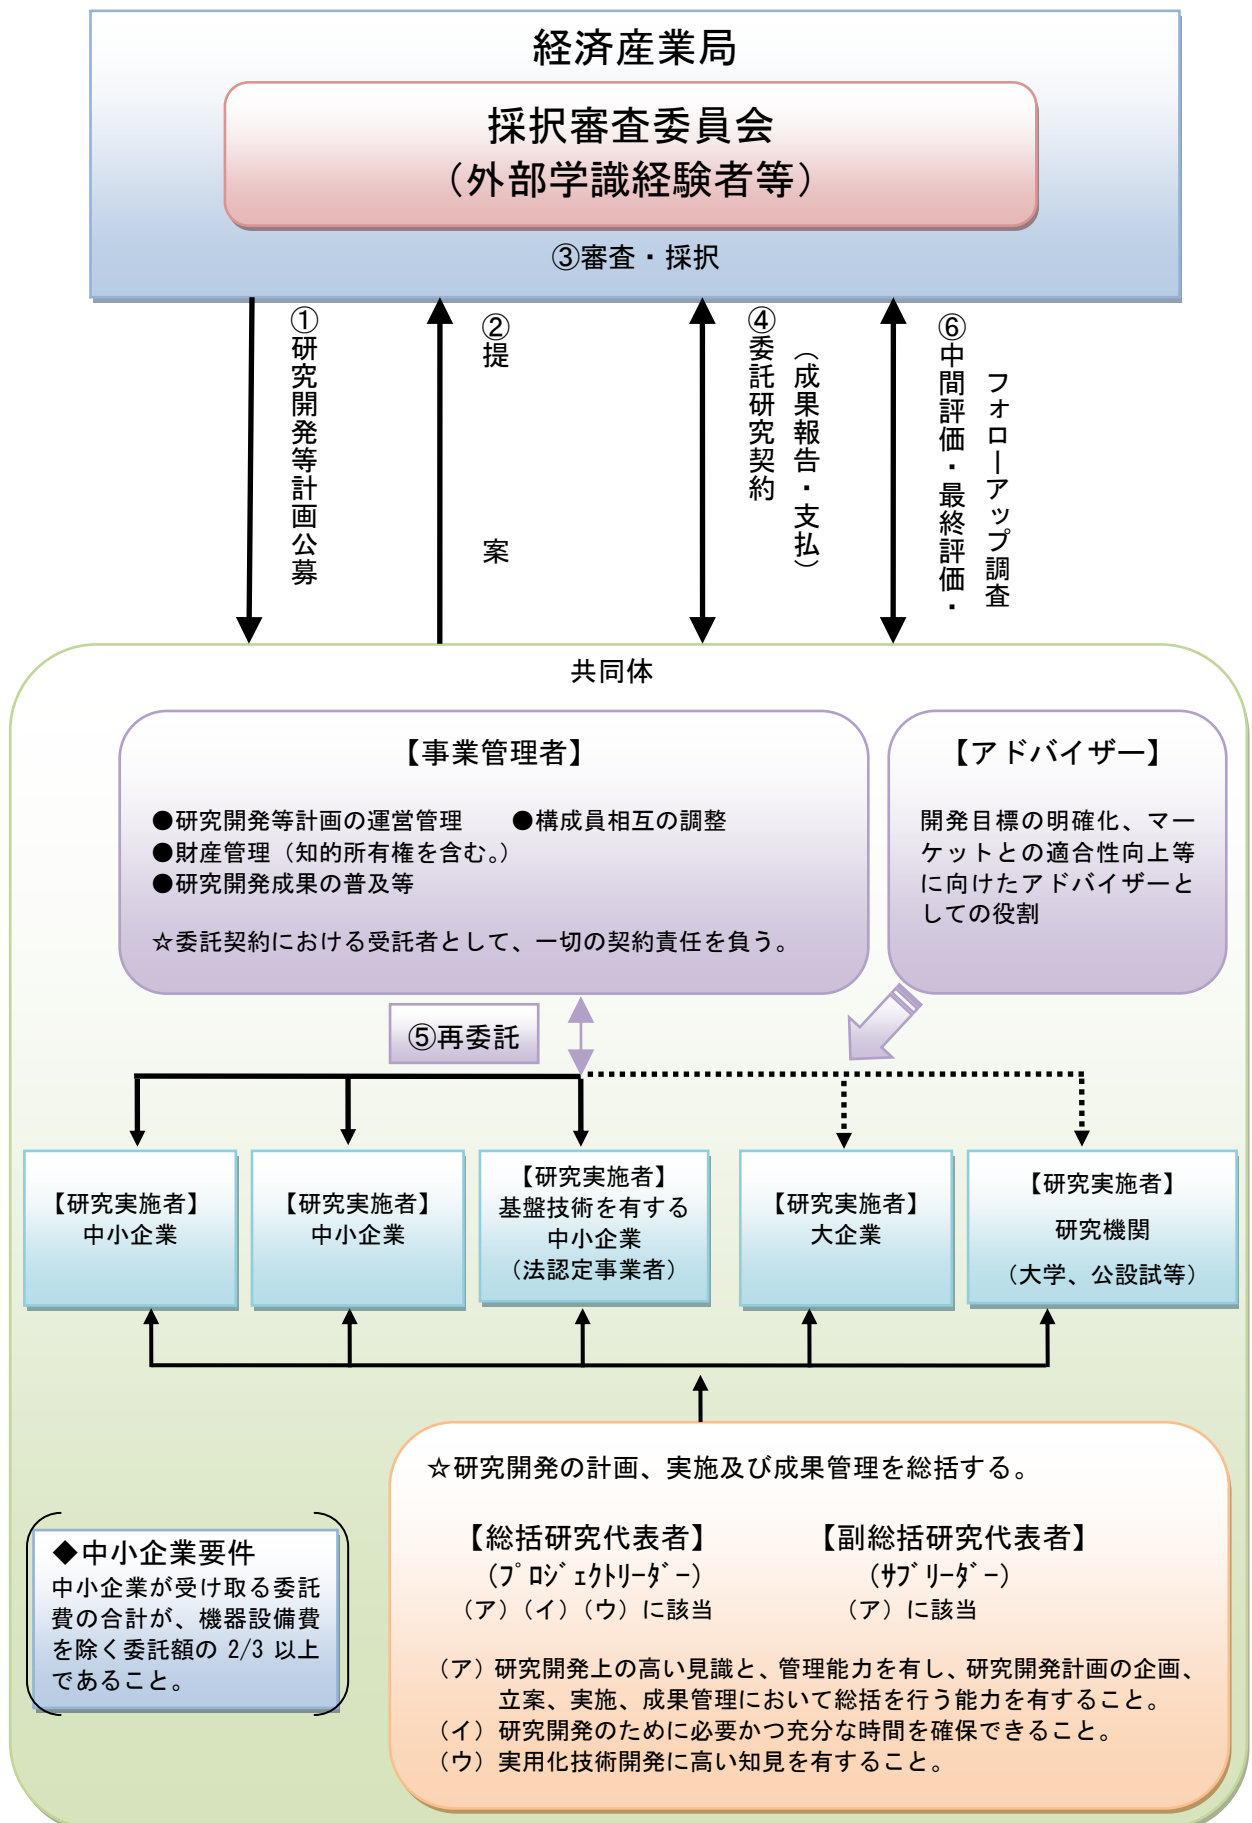 経済産業局
採択審査委員会
（外部学識経験者等）
③審査・採択
①研究開発等計画公募
②提案
④委託研究契約
（成果報告・支払）
⑥中間評価・最終評価・
フォローアップ調査
共同体
【事業管理者】
●研究開発等計画の運営管理　●構成員相互の調整
●財産管理（知的所有権を含む。）
●研究開発成果の普及等
☆委託契約における受託者として、一切の契約責任を負う。
【アドバイザー】
開発目標の明確化、マー
ケットとの適合性向上等
に向けたアドバイザーと
しての役割
⑤再委託
【研究実施者】
中小企業
【研究実施者】
中小企業
【研究実施者】
基盤技術を有する
中小企業
（法認定事業者）
【研究実施者】
大企業
【研究実施者】
研究機関
（大学、公設試等）
☆研究開発の計画、実施及び成果管理を総括する。
【総括研究代表者】
（ﾌﾟﾛｼﾞｪｸﾄﾘｰﾀﾞｰ）
（ア）（イ）（ウ）に該当
【副総括研究代表者】
（ｻﾌﾞﾘｰﾀﾞｰ）
（ア）に該当
（ア）研究開発上の高い見識と、管理能力を有し、研究開発計画の企画、
立案、実施、成果管理において総括を行う能力を有すること。
（イ）研究開発のために必要かつ充分な時間を確保できること。
（ウ）実用化技術開発に高い知見を有すること。
◆中小企業要件
中小企業が受け取る委託
費の合計が、機器設備費
を除く委託額の 2/3 以上
であること。